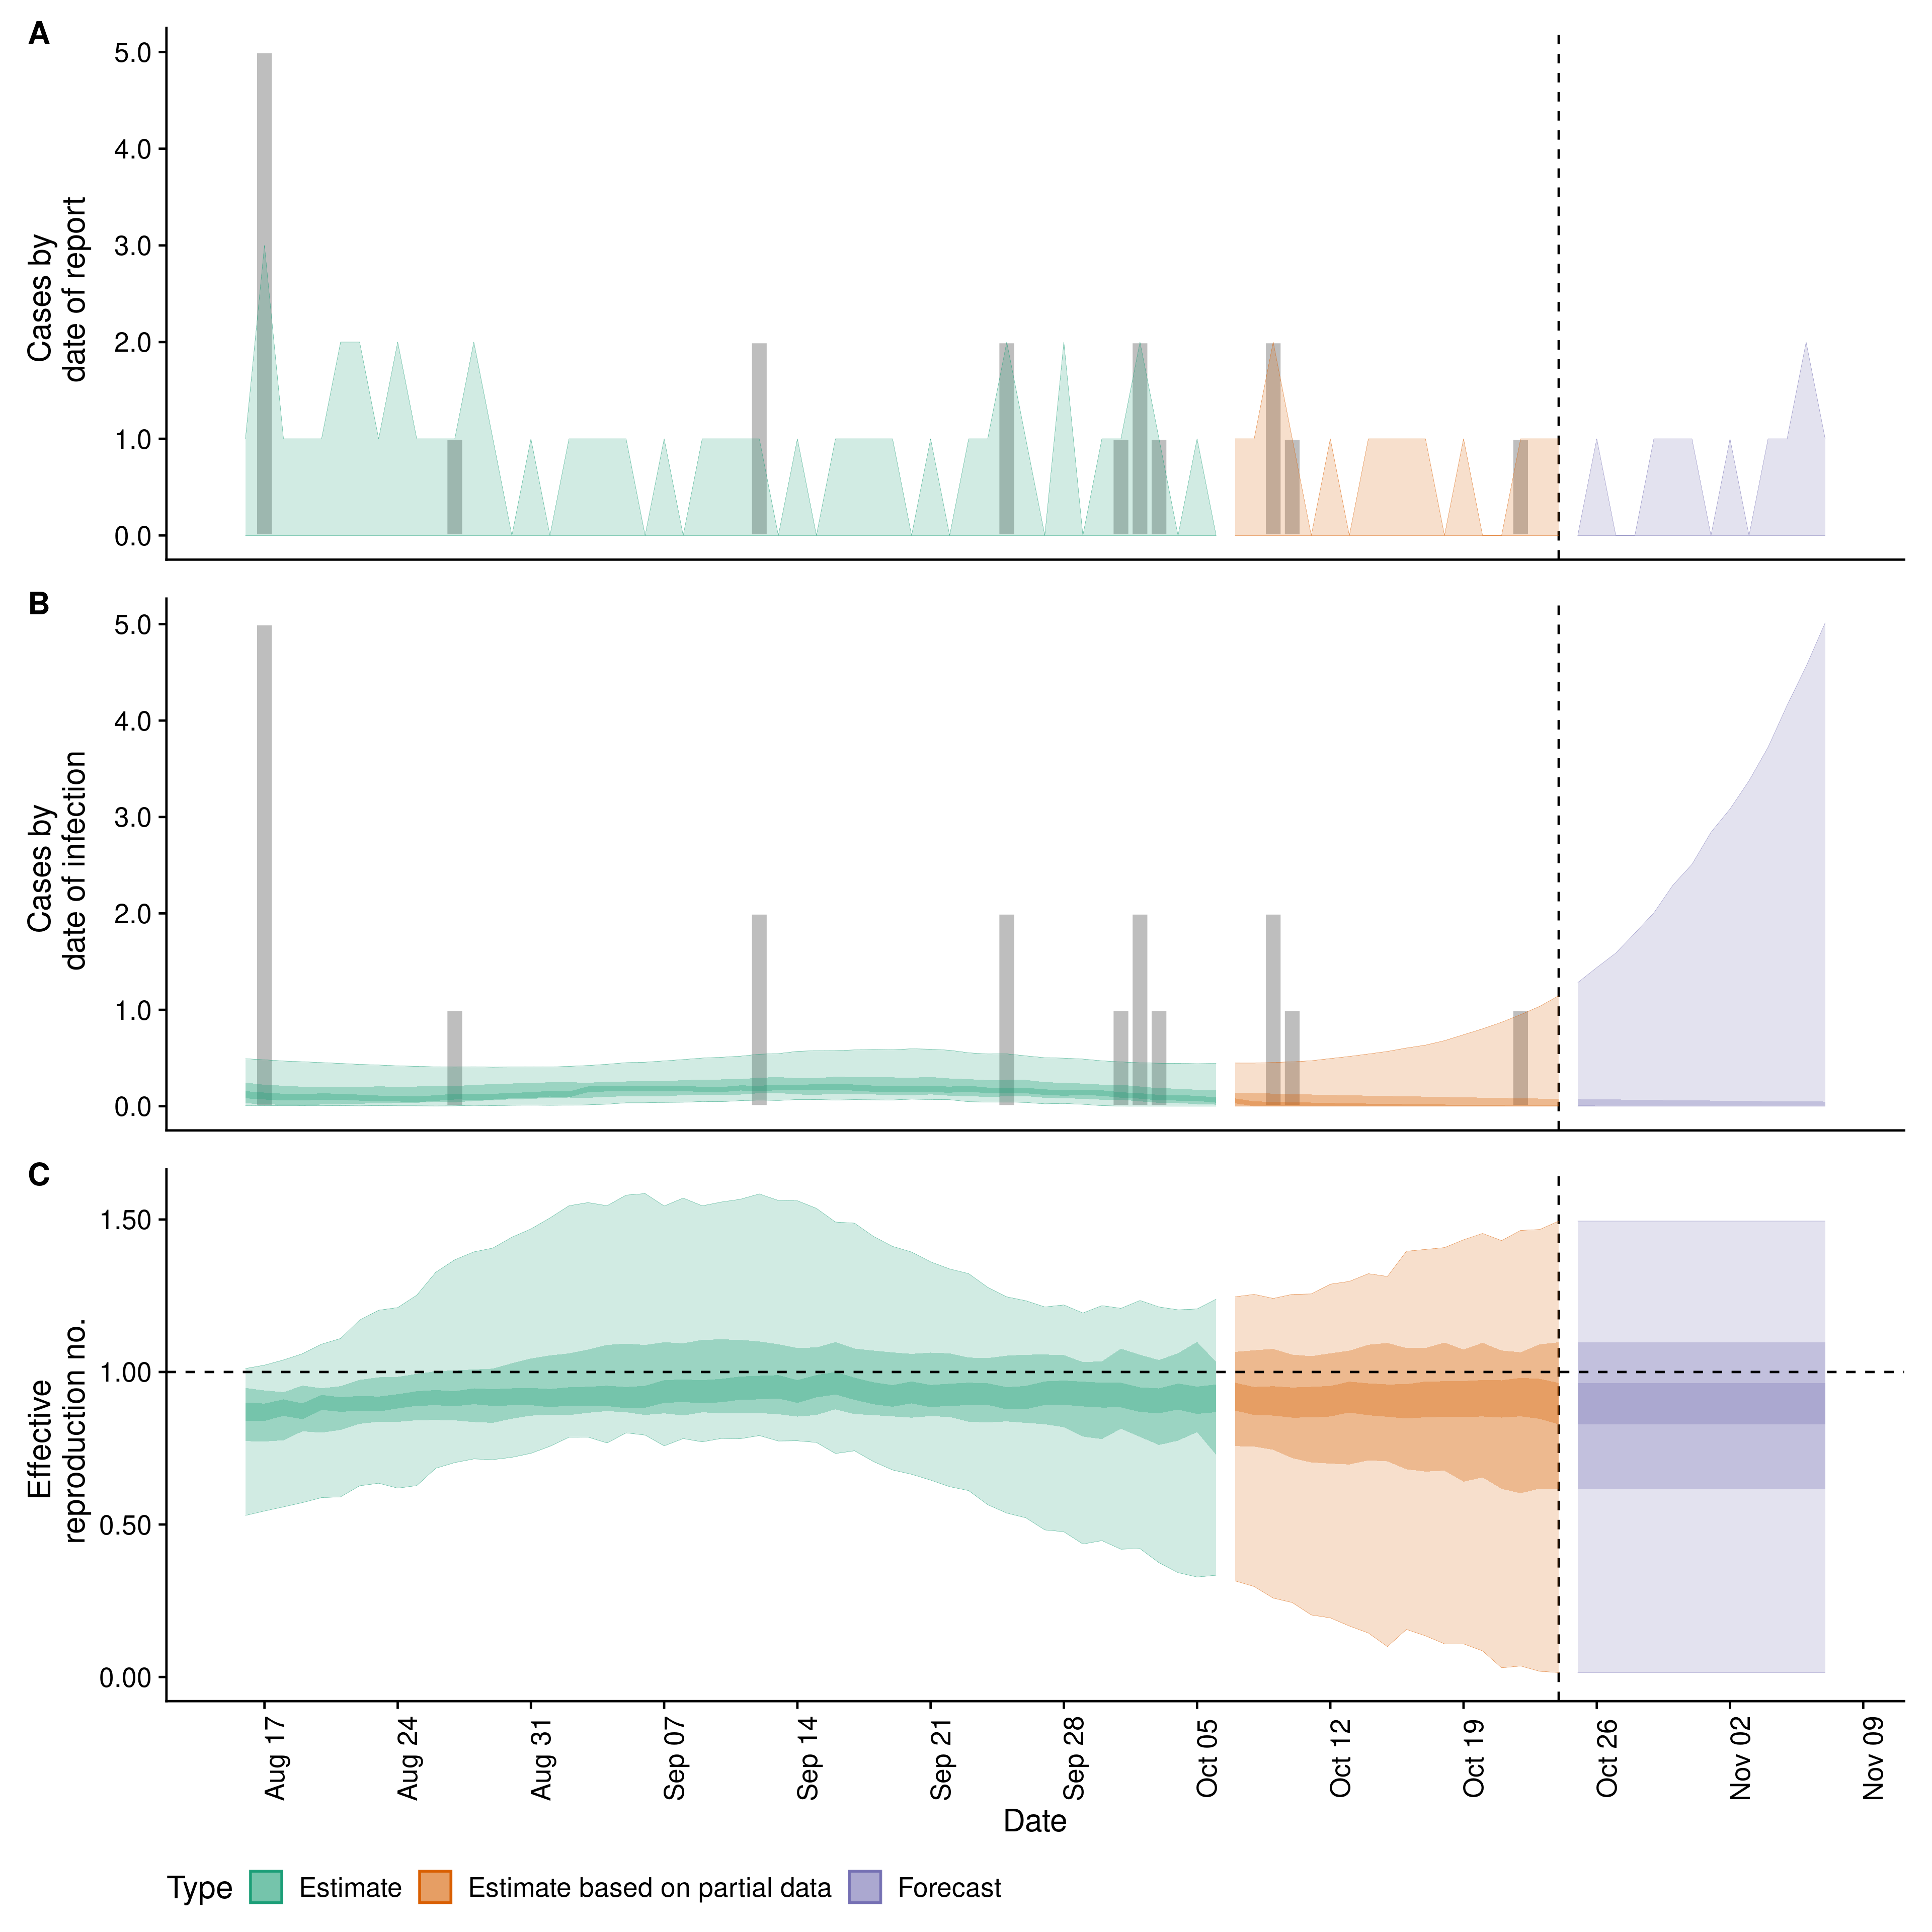 A
5.0
4.0
3.0
2.0
1.0
0.0
Cases by
date of report
B
5.0
4.0
3.0
2.0
1.0
0.0
Cases by
date of infection
C
1.50
1.00
0.50
0.00
Effective
reproduction no.
Aug 17
Aug 24
Aug 31
Sep 07
Sep 14
Sep 21
Sep 28
Oct 05
Oct 12
Oct 19
Oct 26
Nov 02
Nov 09
Date
Type Estimate Estimate based on partial data Forecast